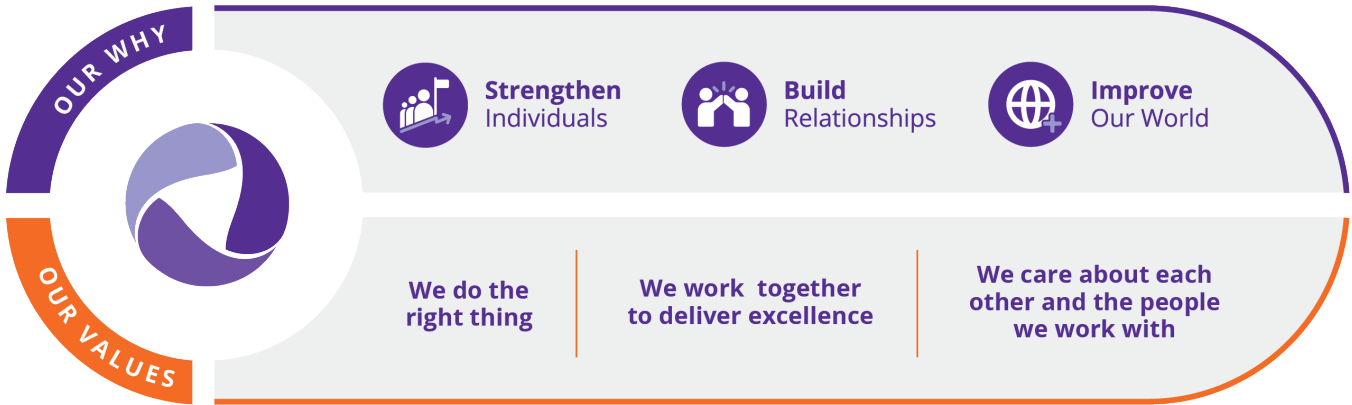 OUR WHY
Strengthen
Individuals
Build
Relationships
Improve
Our World
OUR VALUES
We do the
right thing
We work together
to deliver excellence
We care about each
other and the people
we work with